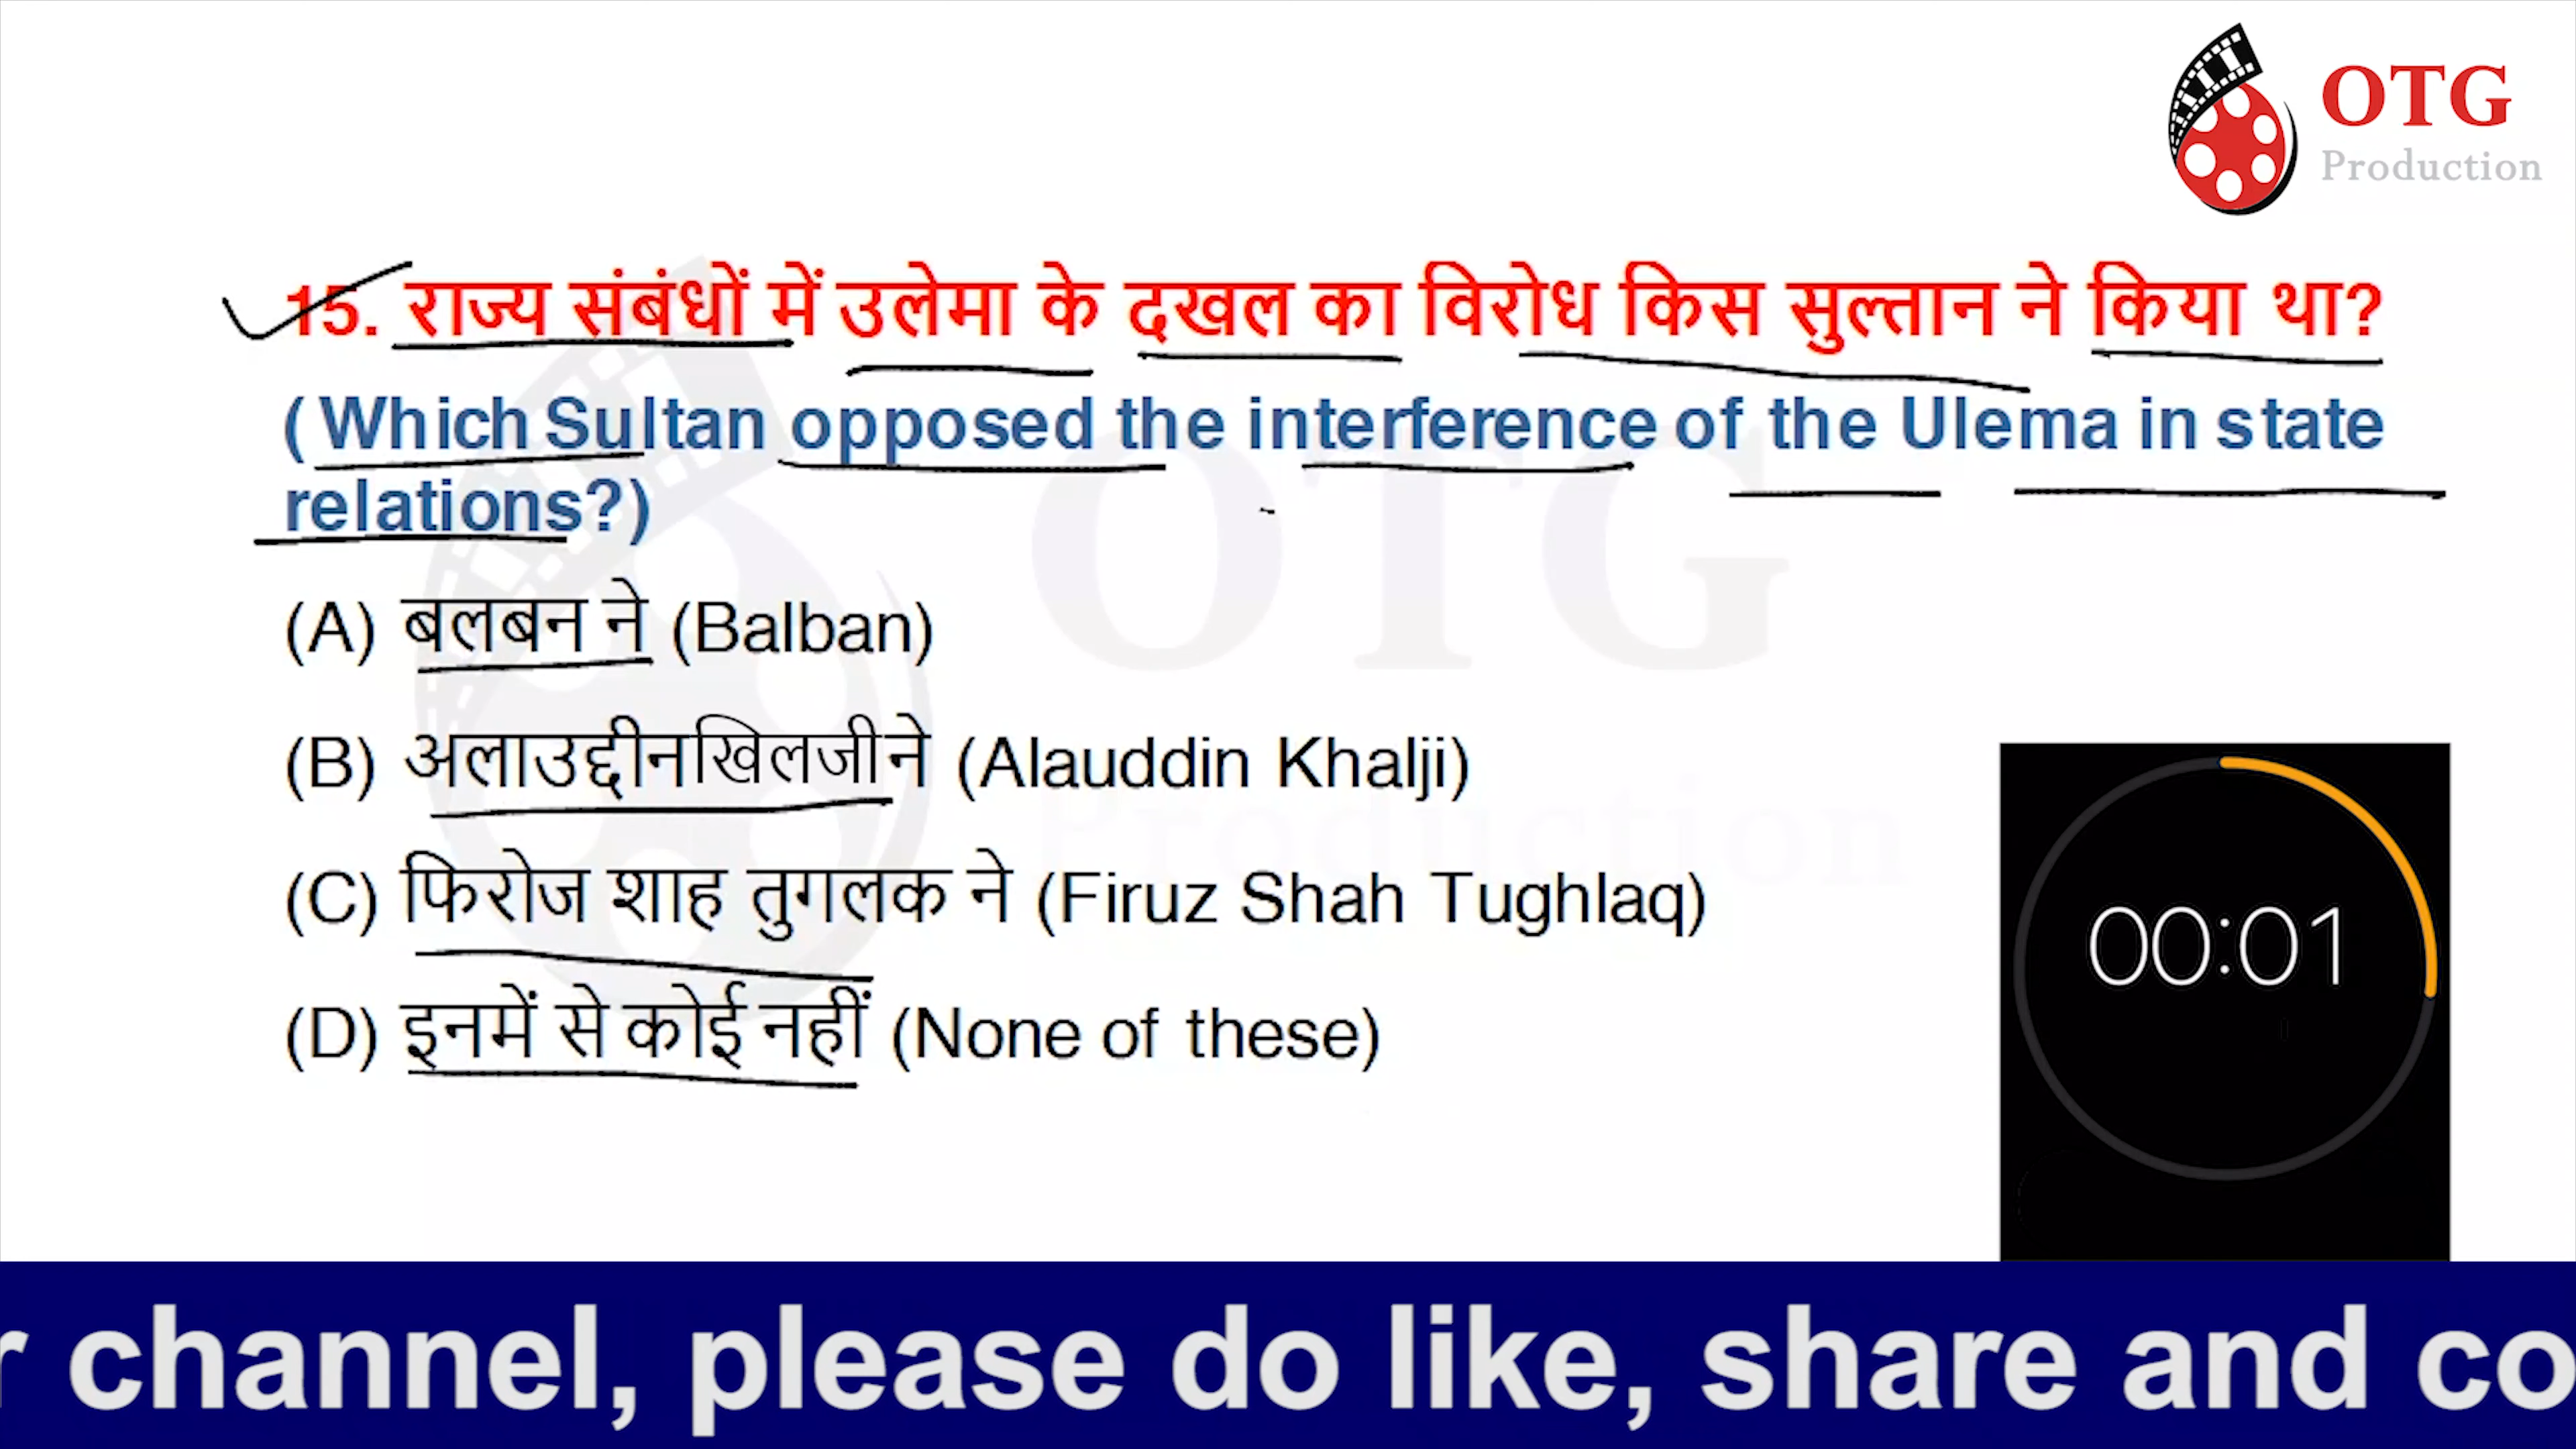 OTG
Production
15. राज्य संबंधों में उलेमा के दखल का विरोध किस सुल्तान ने किया था?
(Which Sultan opposed the interference of the Ulema in state
relations?)
(A) बलबन ने (Balban)
(B) अलाउद्दीन खिलजी ने (Alauddin Khalji)
(C) फिरोज शाह तुगलक ने (Firuz Shah Tughlaq)
(D) इनमें से कोई नहीं (None of these)
OTG
Production
00:01
r channel, please do like, share and co